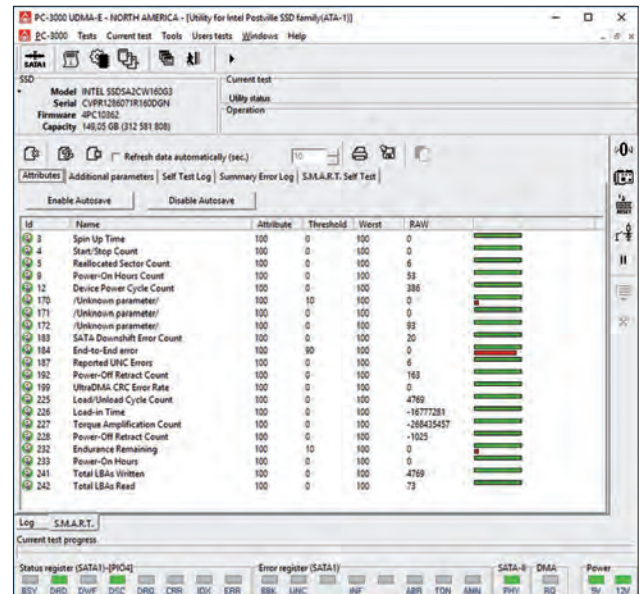 PC-3000 UDMA-E - NORTH AMERICA - [Utility for Intel Postville SSD family(ATA-1)]
PC-3000 Tests Current test Tools Users tests Windows Help
SATA1
SSD
Model INTEL SSDSA2CW160G3
Serial CVPR1286071R160DGN
Firmware 4PC10362
Capacity 149,05 GB (312 581 808)
Current test
Utility status
Operation
Refresh data automatically (sec.) 10
Attributes Additional parameters Self Test Log Summary Error Log S.M.A.R.T. Self Test
Enable Autosave Disable Autosave
Id Name Attribute Threshold Worst RAW
3 Spin Up Time 100 0 100 0
4 Start/Stop Count 100 0 100 0
5 Reallocated Sector Count 100 0 100 6
9 Power-On Hours Count 100 0 100 53
12 Device Power Cycle Count 100 0 100 386
170 /Unknown parameter/ 100 10 100 0
171 /Unknown parameter/ 100 0 100 0
172 /Unknown parameter/ 100 0 100 93
183 SATA Downshift Error Count 100 0 100 20
184 End-to-End error 100 90 100 0
187 Reported UNC Errors 100 0 100 6
192 Power-Off Retract Count 100 0 100 163
199 UltraDMA CRC Error Rate 100 0 100 0
225 Load/Unload Cycle Count 100 0 100 4769
226 Load-in Time 100 0 100 -16777281
227 Torque Amplification Count 100 0 100 -268435457
228 Power-Off Retract Count 100 0 100 -1025
232 Endurance Remaining 100 10 100 0
233 Power-On Hours 100 0 100 0
241 Total LBAs Written 100 0 100 4769
242 Total LBAs Read 100 0 100 73
RESET
Log S.M.A.R.T.
Current test progress
Status register (SATA1)-[PIO4] Error register (SATA1) SATA-II DMA Power
BSY DRD DWF DSC DRQ CRR IDX ERR BBK UNC INF ABR TON AMN PHY RQ 5V 12V